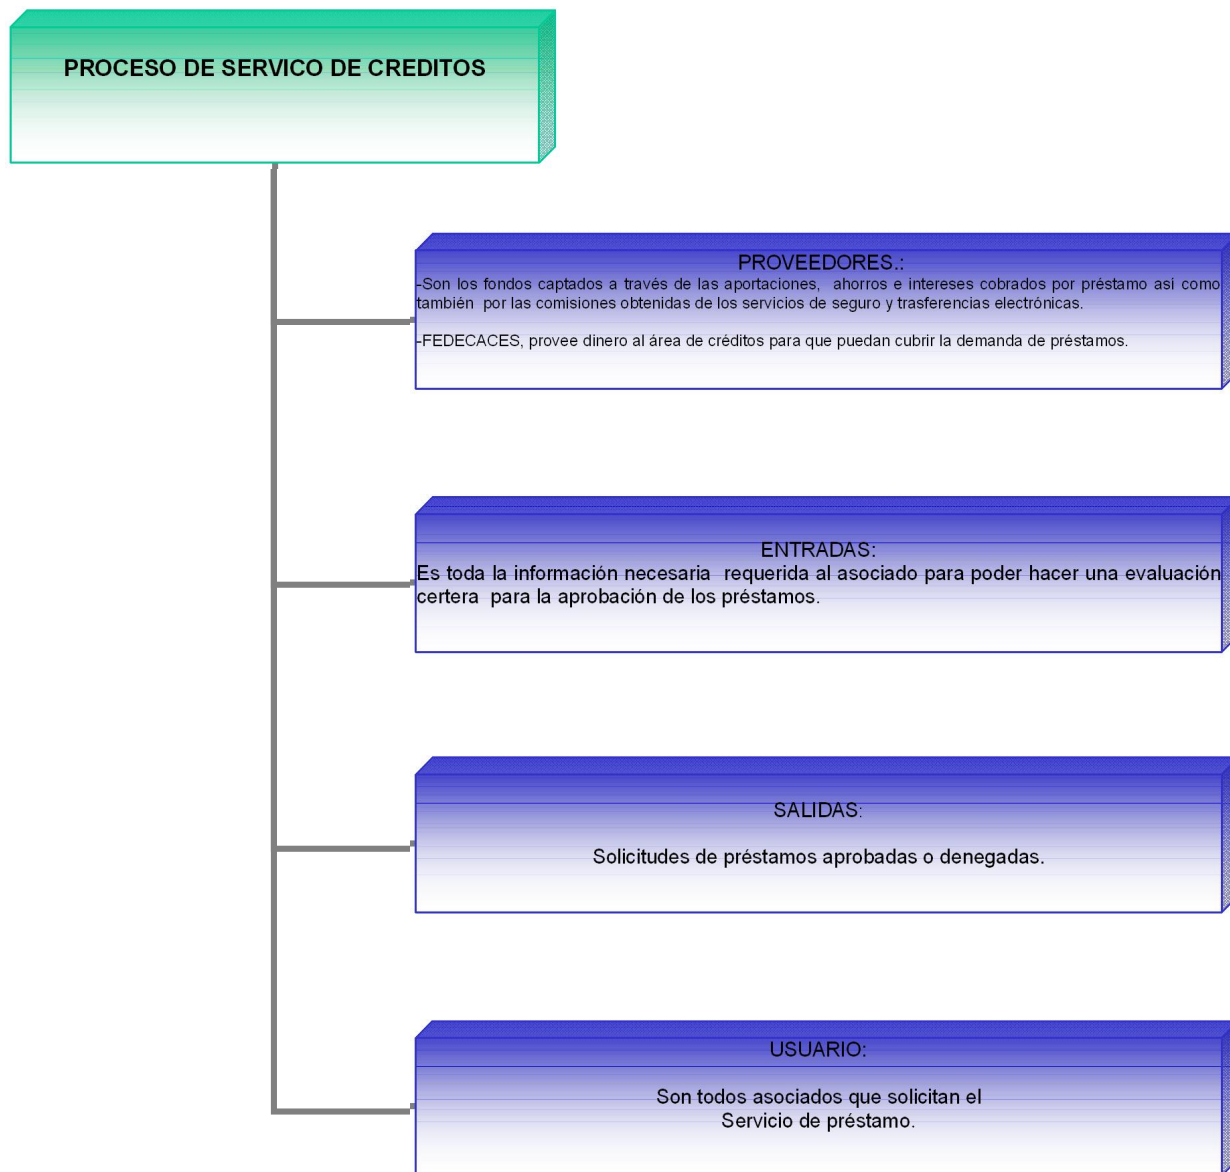 PROCESO DE SERVICO DE CREDITOS
PROVEEDORES.:
-Son los fondos captados a través de las aportaciones, ahorros e intereses cobrados por préstamo así como
también por las comisiones obtenidas de los servicios de seguro y trasferencias electrónicas.
-FEDECACES, provee dinero al área de créditos para que puedan cubrir la demanda de préstamos.
ENTRADAS:
Es toda la información necesaria requerida al asociado para poder hacer una evaluación
certera para la aprobación de los préstamos.
SALIDAS:
Solicitudes de préstamos aprobadas o denegadas.
USUARIO:
Son todos asociados que solicitan el
Servicio de préstamo.